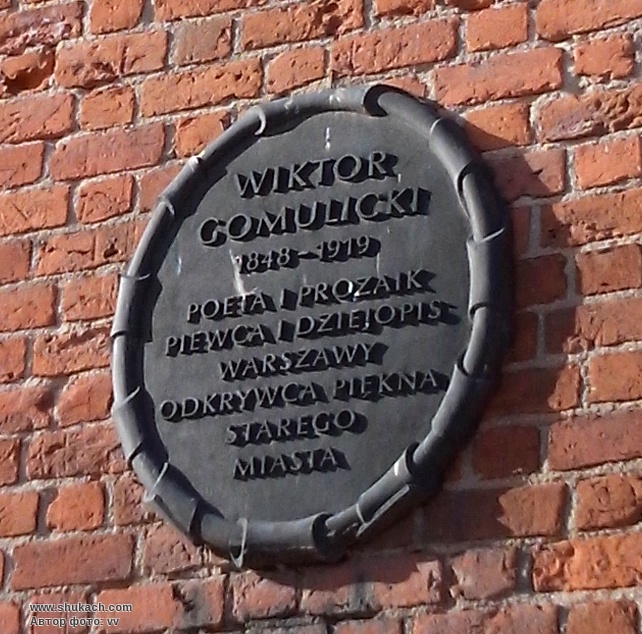 WIKTOR
GOMULICKI
1848-1919
POETA I PROZAIK
PIEWCA I DZIEJOPIS
WARSZAWY
ODKRYWCA PIĘKNA
STAREGO
MIASTA
www.shukach.com
Автор фото: vv